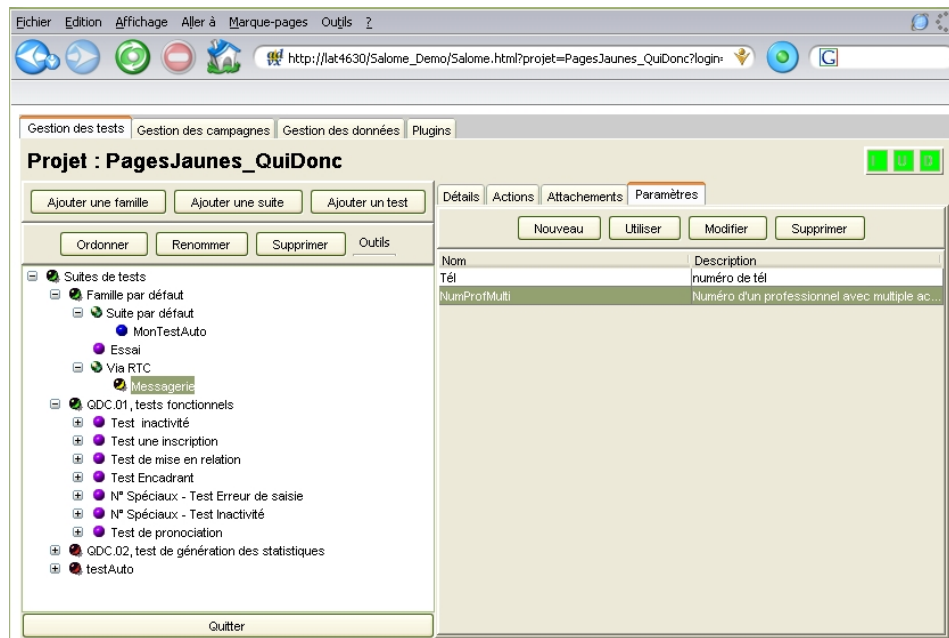 Fichier Edition Affichage Aller à Marque-pages Outils ?
http://lat4630/Salome_Demo/Salome.html?projet=PagesJaunes_QuiDonc?login=
G
Gestion des tests Gestion des campagnes Gestion des données Plugins
Projet : PagesJaunes_QuiDonc
I U D
Ajouter une famille Ajouter une suite Ajouter un test
Ordonner Renommer Supprimer Outils
Suites de tests
Famille par défaut
Suite par défaut
MonTestAuto
Essai
Via RTC
Messagerie
QDC.01, tests fonctionnels
Test inactivité
Test une inscription
Test de mise en relation
Test Encadrant
N° Spéciaux - Test Erreur de saisie
N° Spéciaux - Test Inactivité
Test de pronociation
QDC.02, test de génération des statistiques
testAuto
Quitter
Détails Actions Attachements Paramètres
Nouveau Utiliser Modifier Supprimer
Nom Description
Tél numéro de tél
NumProfMulti Numéro d'un professionnel avec multiple ac...